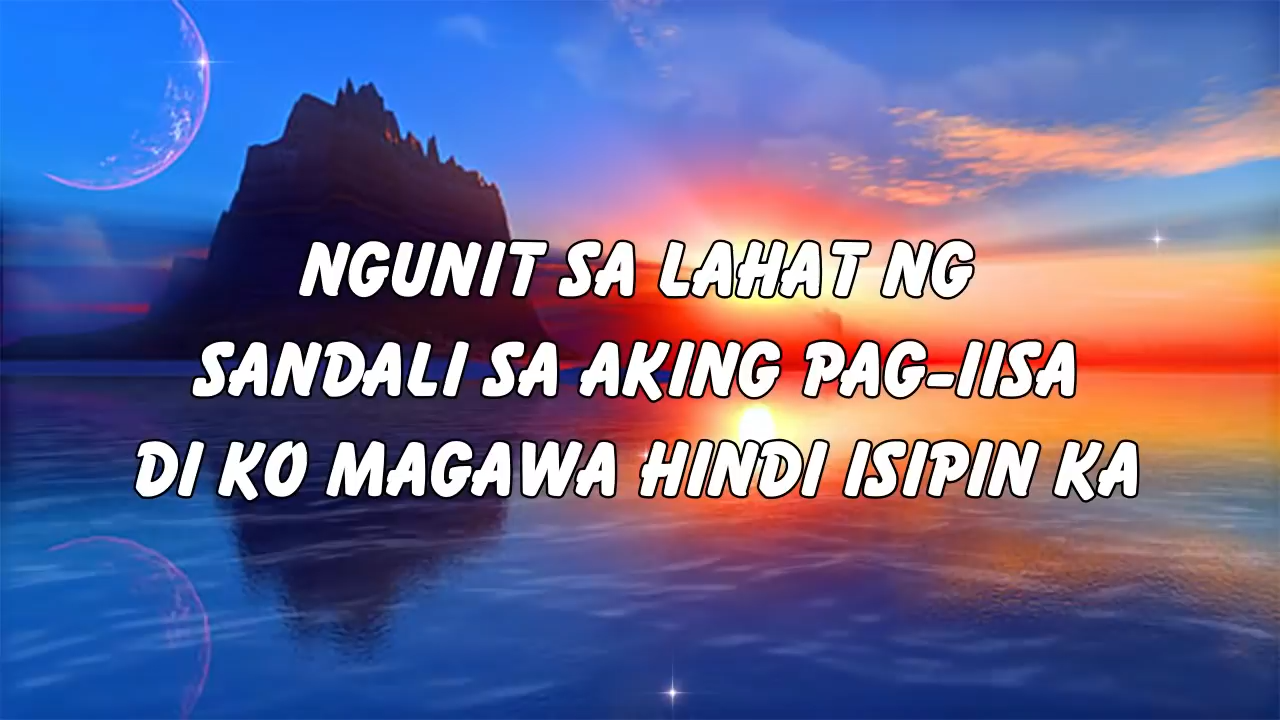 NGUNIT SA LAHAT NG
SANDALI SA AKING PAG-IISA
DI KO MAGAWA HINDI ISIPIN KA